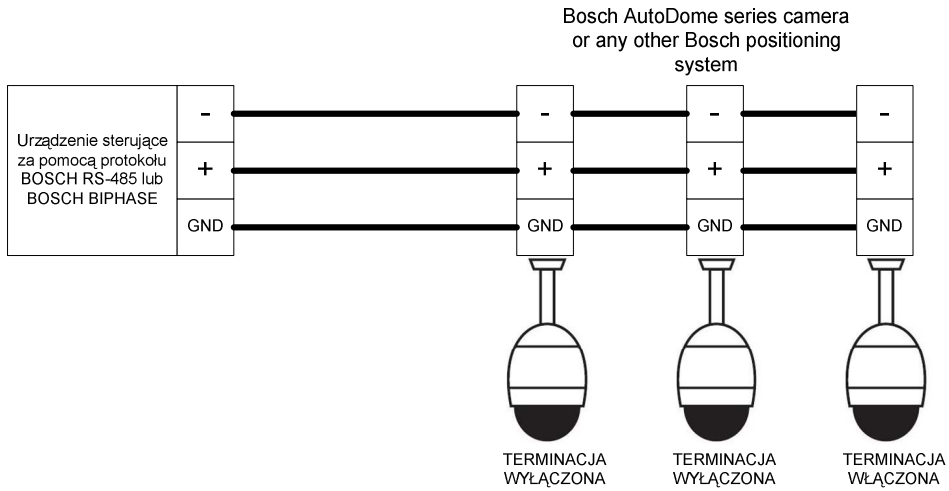 Bosch AutoDome series camera
or any other Bosch positioning
system
Urządzenie sterujące
za pomocą protokołu
BOSCH RS-485 lub
BOSCH BIPHASE
- - - -
+ + + +
GND GND GND GND
TERMINACJA TERMINACJA TERMINACJA
WYŁĄCZONA WYŁĄCZONA WŁĄCZONA